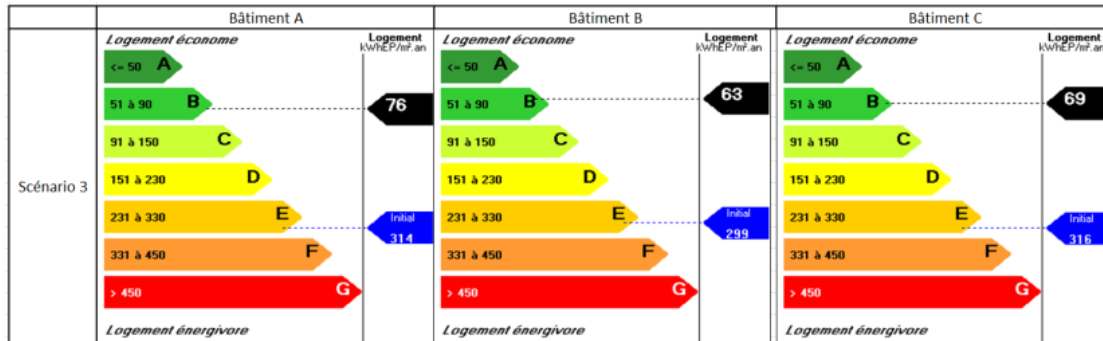 Bâtiment A
Bâtiment B
Bâtiment C
Scénario 3
Logement économe
Logement
kWhEP/m².an
<= 50 A
51 à 90 B
76
91 à 150 C
151 à 230 D
231 à 330 E
Initial
314
331 à 450 F
> 450 G
Logement énergivore
Logement économe
Logement
kWhEP/m².an
<= 50 A
51 à 90 B
63
91 à 150 C
151 à 230 D
231 à 330 E
Initial
299
331 à 450 F
> 450 G
Logement énergivore
Logement économe
Logement
kWhEP/m².an
<= 50 A
51 à 90 B
69
91 à 150 C
151 à 230 D
231 à 330 E
Initial
316
331 à 450 F
> 450 G
Logement énergivore